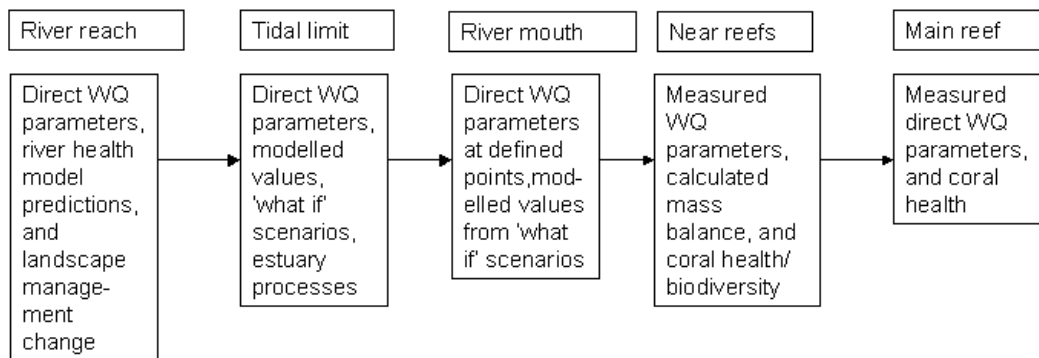 River reach
Tidal limit
River mouth
Near reefs
Main reef
Direct WQ
parameters,
river health
model
predictions,
and
landscape
manage-
ment
change
Direct WQ
parameters,
modelled
values,
'what if'
scenarios,
estuary
processes
Direct WQ
parameters
at defined
points,mod-
elled values
from 'what
if' scenarios
Measured
WQ
parameters,
calculated
mass
balance, and
coral health/
biodiversity
Measured
direct WQ
parameters,
and coral
health